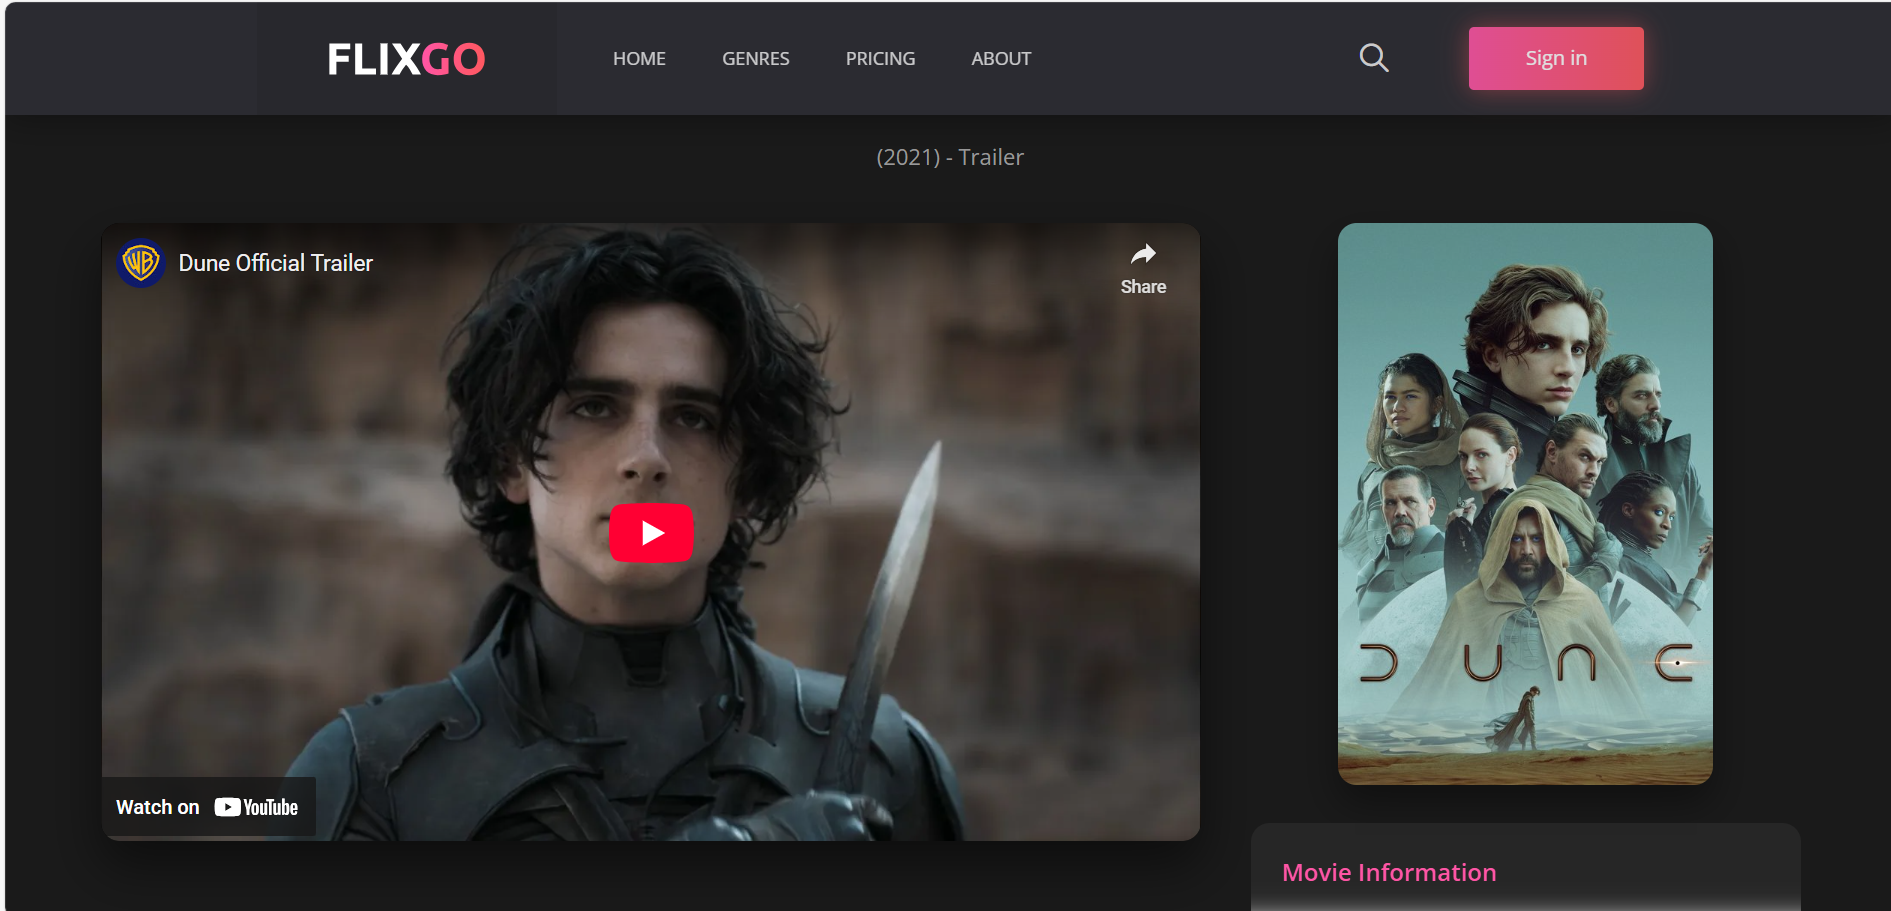 FLIXGO
HOME GENRES PRICING ABOUT
Sign in
(2021) - Trailer
Dune Official Trailer
Share
Watch on YouTube
DUNE
Movie Information